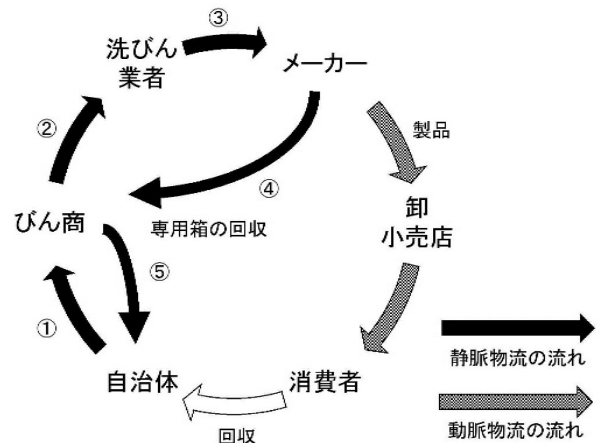 ③
洗びん
業者
メーカー
②
製品
④
びん商
専用箱の回収
卸
小売店
⑤
①
静脈物流の流れ
自治体
消費者
回収
動脈物流の流れ